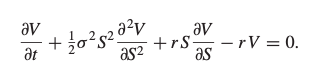 ∂V/∂t + ½σ²S² ∂²V/∂S² + rS ∂V/∂S − rV = 0.